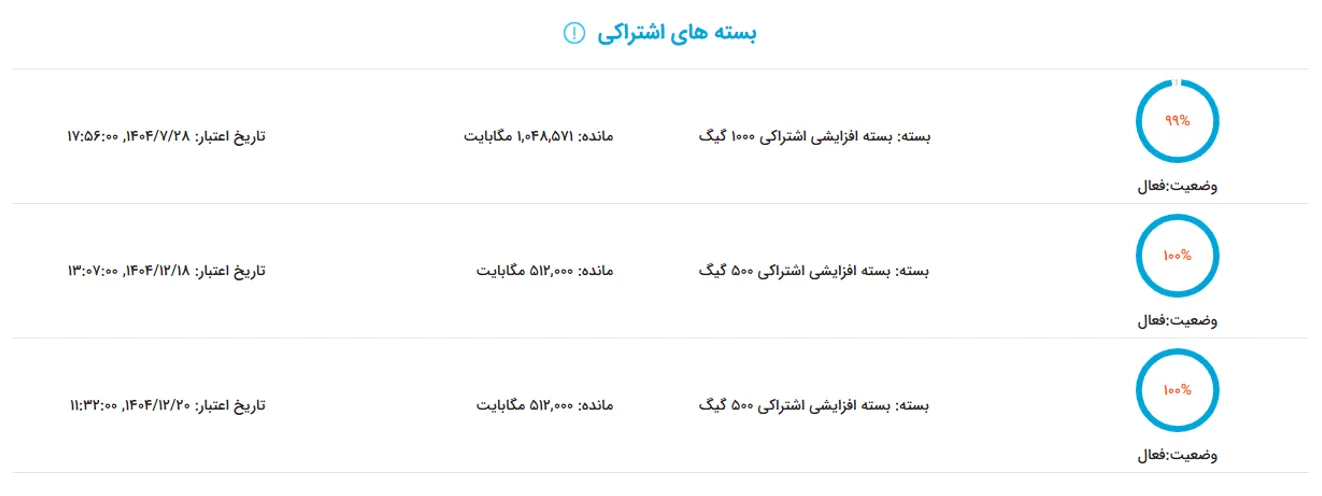 بسته های اشتراکی
۹۹%
بسته: بسته افزایشی اشتراکی ۱۰۰۰ گیگ
مانده: ۱,۰۴۸,۵۷۱ مگابایت
تاریخ اعتبار: ۱۴۰۴/۷/۲۸, ۱۷:۵۶:۰۰
وضعیت:فعال
۱۰۰%
بسته: بسته افزایشی اشتراکی ۵۰۰ گیگ
مانده: ۵۱۲,۰۰۰ مگابایت
تاریخ اعتبار: ۱۴۰۴/۱۲/۱۸, ۱۳:۰۷:۰۰
وضعیت:فعال
۱۰۰%
بسته: بسته افزایشی اشتراکی ۵۰۰ گیگ
مانده: ۵۱۲,۰۰۰ مگابایت
تاریخ اعتبار: ۱۴۰۴/۱۲/۲۰, ۱۱:۳۲:۰۰
وضعیت:فعال